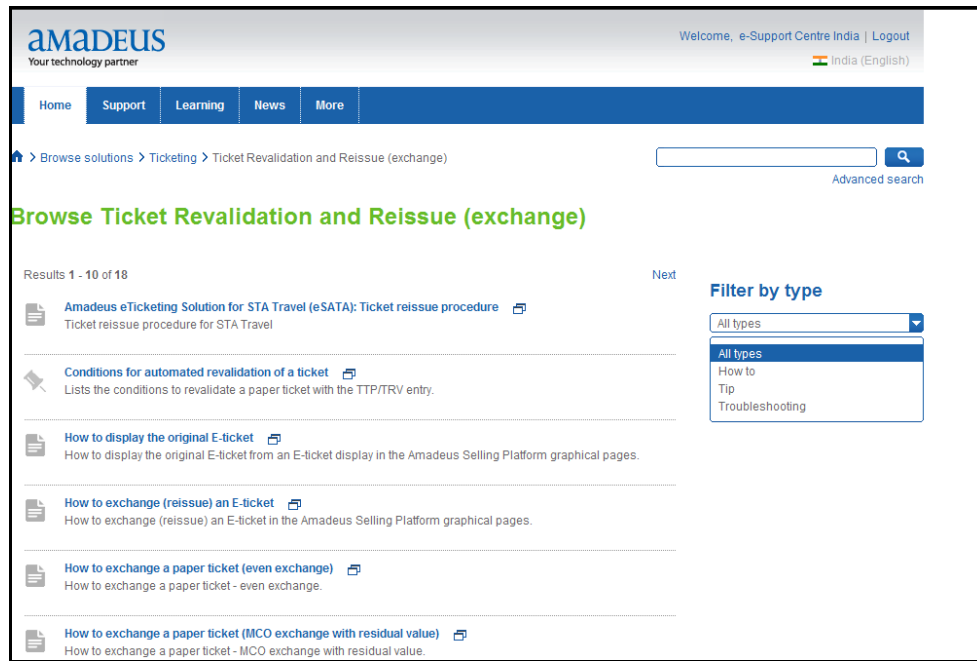 amadeus
Your technology partner
Welcome, e-Support Centre India | Logout
India (English)
Home Support Learning News More
> Browse solutions > Ticketing > Ticket Revalidation and Reissue (exchange)
Advanced search
Browse Ticket Revalidation and Reissue (exchange)
Results 1 - 10 of 18 Next
Amadeus eTicketing Solution for STA Travel (eSATA): Ticket reissue procedure
Ticket reissue procedure for STA Travel
Conditions for automated revalidation of a ticket
Lists the conditions to revalidate a paper ticket with the TTP/TRV entry.
How to display the original E-ticket
How to display the original E-ticket from an E-ticket display in the Amadeus Selling Platform graphical pages.
How to exchange (reissue) an E-ticket
How to exchange (reissue) an E-ticket in the Amadeus Selling Platform graphical pages.
How to exchange a paper ticket (even exchange)
How to exchange a paper ticket - even exchange.
How to exchange a paper ticket (MCO exchange with residual value)
How to exchange a paper ticket - MCO exchange with residual value.
Filter by type
All types
All types
How to
Tip
Troubleshooting